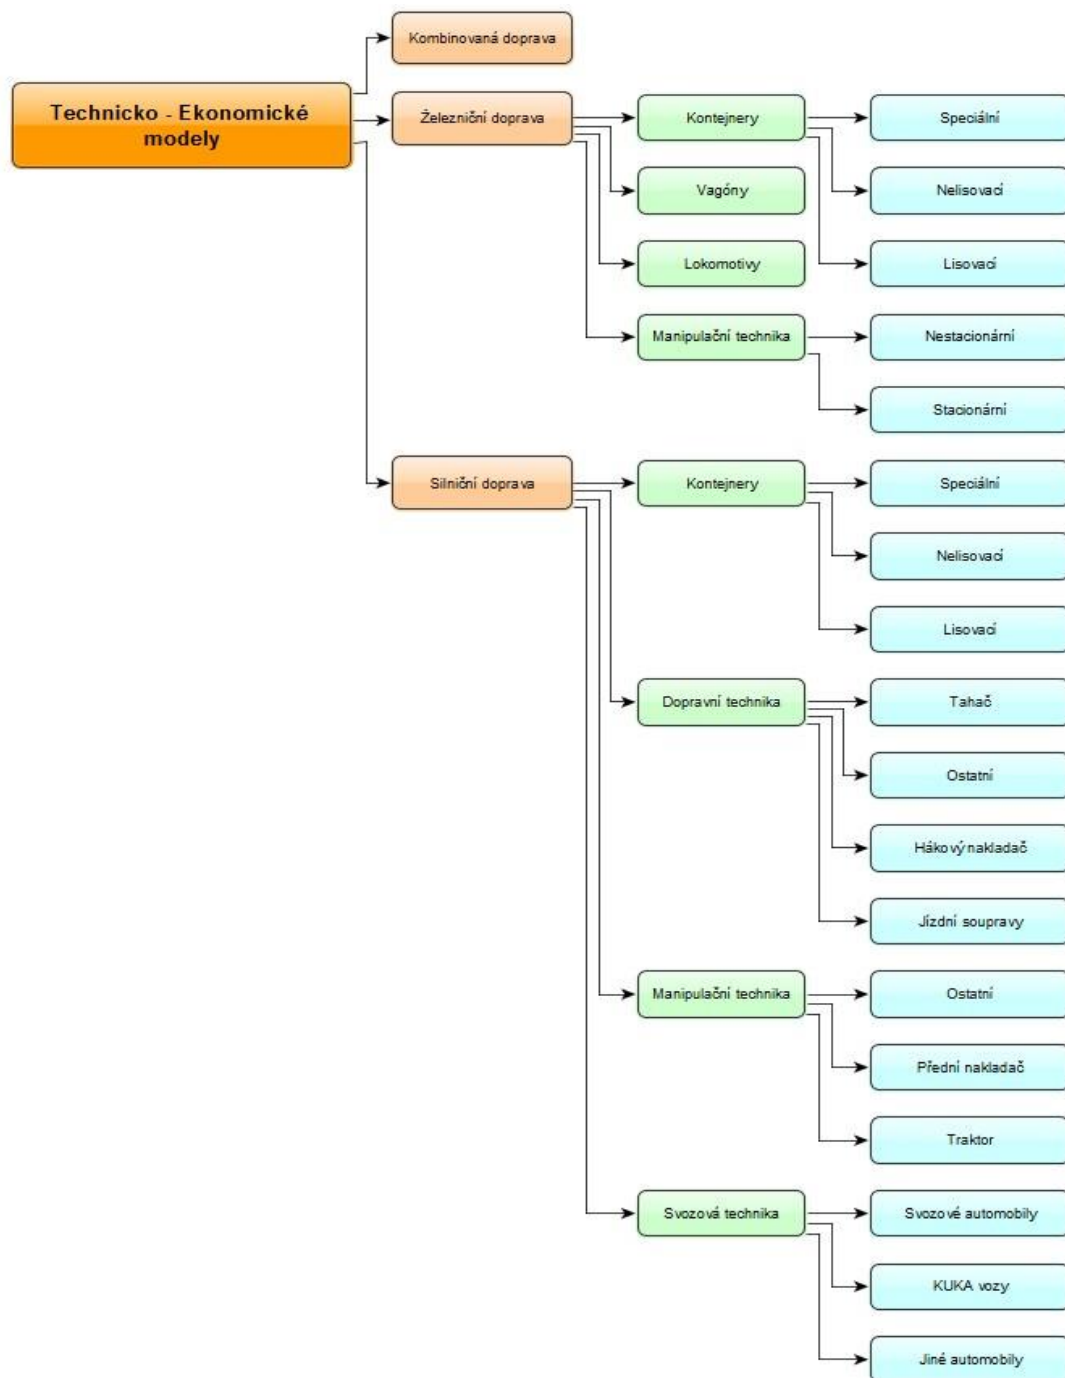 Kombinovaná doprava
Technicko - Ekonomické
modely
Železniční doprava
Kontejnery
Speciální
Vagóny
Nelisovací
Lokomotivy
Lisovací
Manipulační technika
Nestacionární
Stacionární
Silniční doprava
Kontejnery
Speciální
Nelisovací
Lisovací
Dopravní technika
Tahač
Ostatní
Hákový nakladač
Jízdní soupravy
Manipulační technika
Ostatní
Přední nakladač
Traktor
Svozová technika
Svozové automobily
KUKA vozy
Jiné automobily